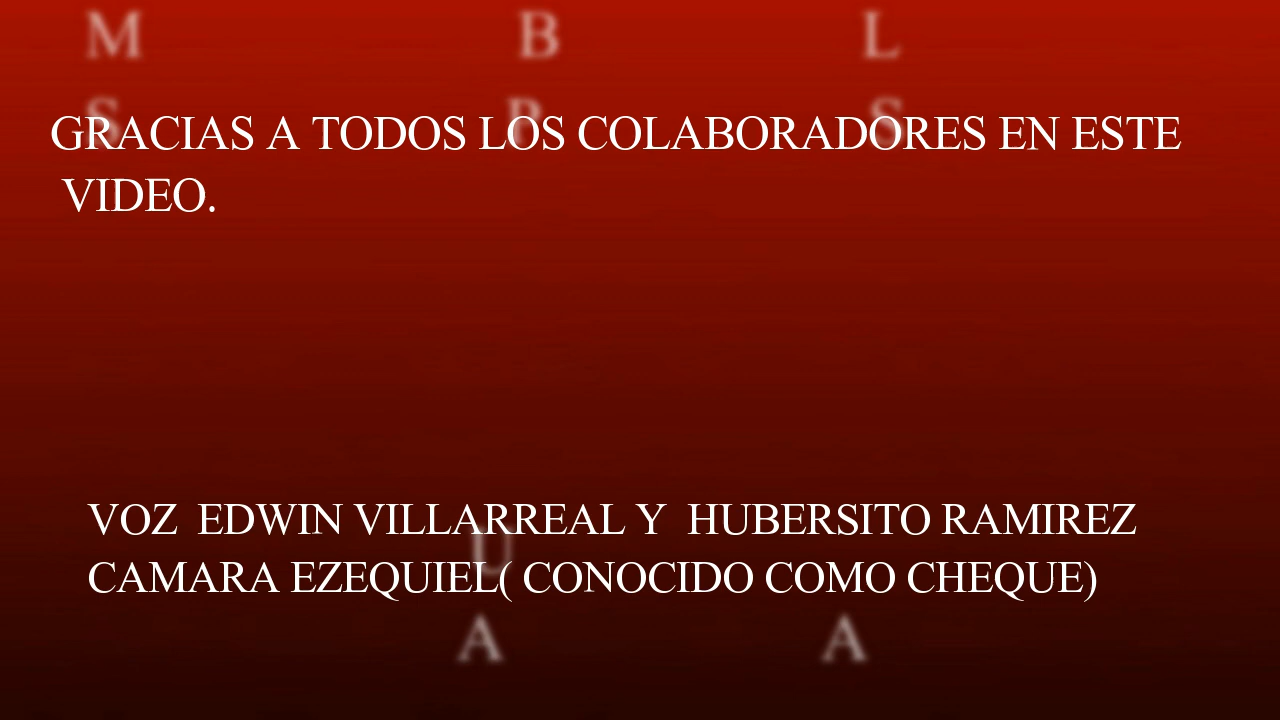 M B L
S P S
GRACIAS A TODOS LOS COLABORADORES EN ESTE
VIDEO.
VOZ EDWIN VILLARREAL Y HUBERSITO RAMIREZ
U
CAMARA EZEQUIEL( CONOCIDO COMO CHEQUE)
A A